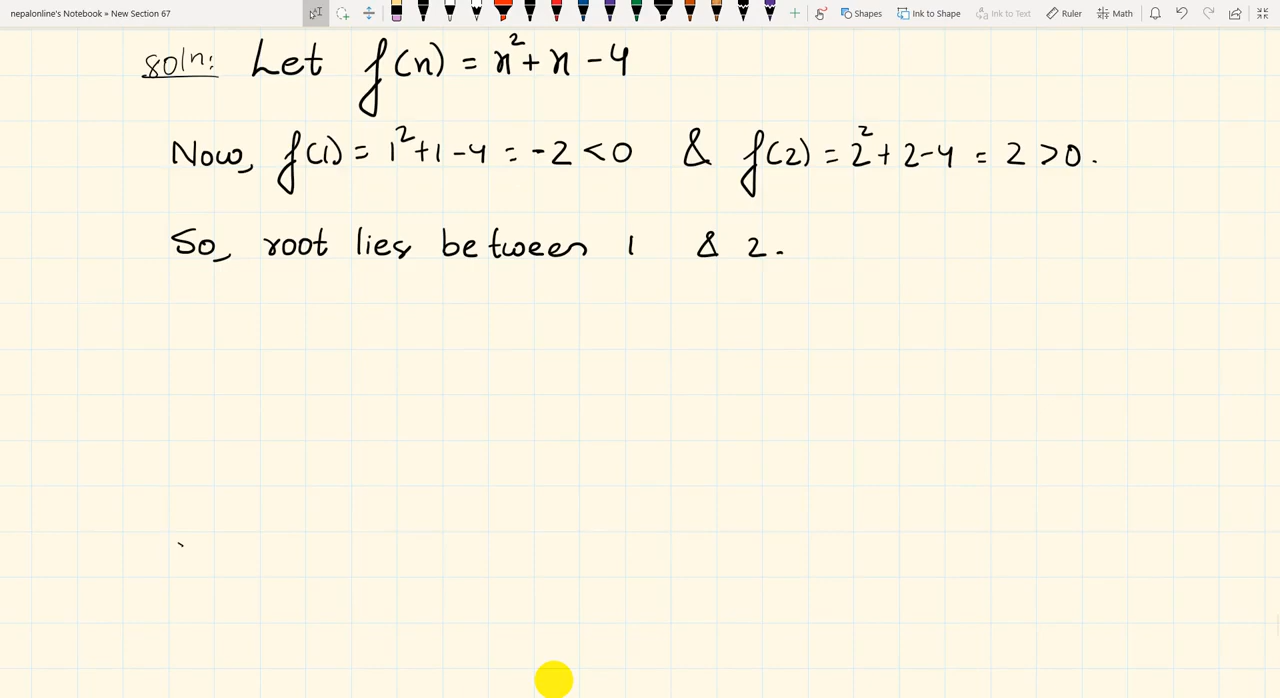 nepalonline's Notebook » New Section 67
Shapes Ink to Shape Ink to Text Ruler Math
soln: Let f(x) = x² + x - 4
Now, f(1) = 1² + 1 - 4 = -2 < 0 & f(2) = 2² + 2 - 4 = 2 > 0.
So, root lies between 1 & 2.